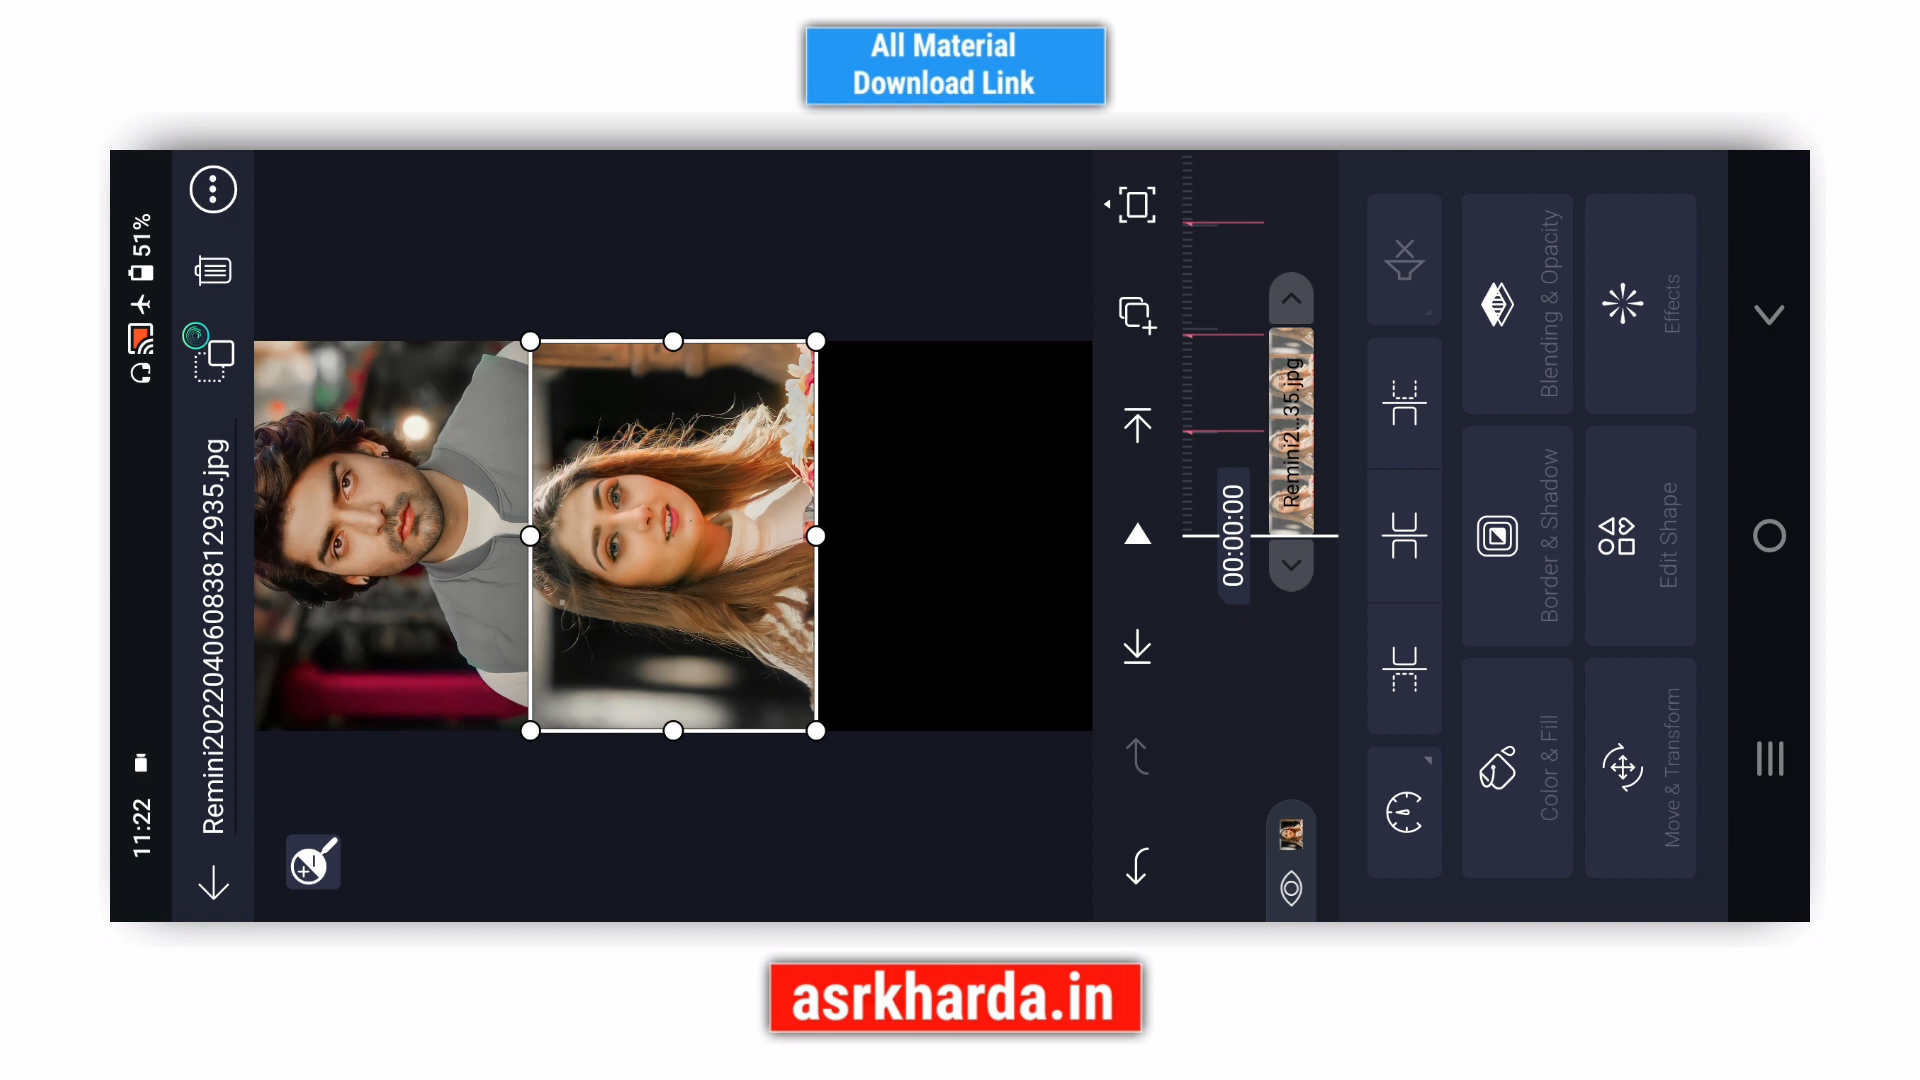 All Material
Download Link
11:22
51%
Remini20220406083812935.jpg
00:00:00
Remini2...35.jpg
Color & Fill
Border & Shadow
Blending & Opacity
Move & Transform
Edit Shape
Effects
asrkharda.in